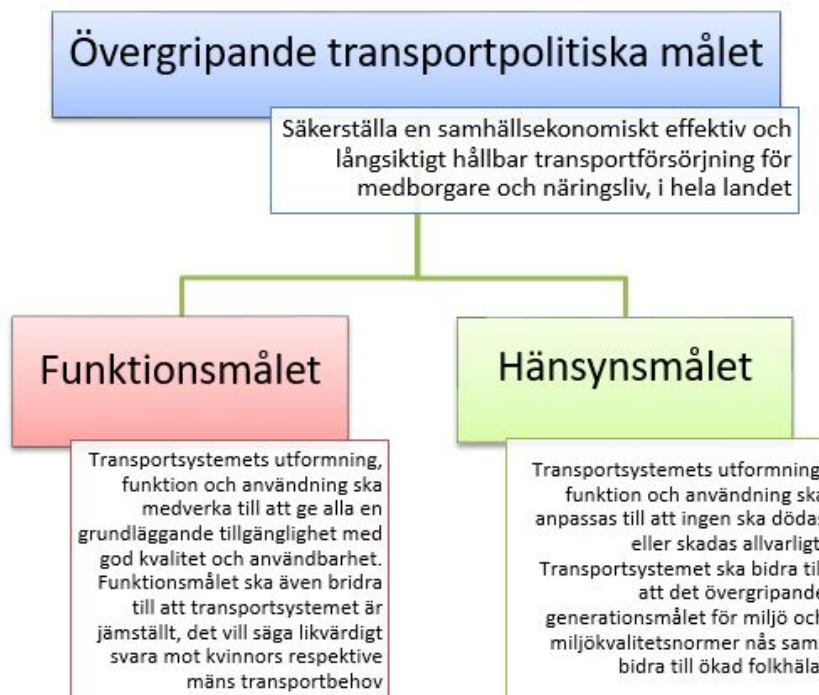 Övergripande transportpolitiska målet
Säkerställa en samhällsekonomiskt effektiv och
långsiktigt hållbar transportförsörjning för
medborgare och näringsliv, i hela landet
Funktionsmålet
Transportsystemets utformning,
funktion och användning ska
medverka till att ge alla en
grundläggande tillgänglighet med
god kvalitet och användbarhet.
Funktionsmålet ska även bridra
till att transportsystemet är
jämställt, det vill säga likvärdigt
svara mot kvinnors respektive
mäns transportbehov
Hänsynsmålet
Transportsystemets utformning,
funktion och användning ska
anpassas till att ingen ska dödas
eller skadas allvarligt.
Transportsystemet ska bidra till
att det övergripande
generationsmålet för miljö och
miljökvalitetsnormer nås samt
bidra till ökad folkhäla.